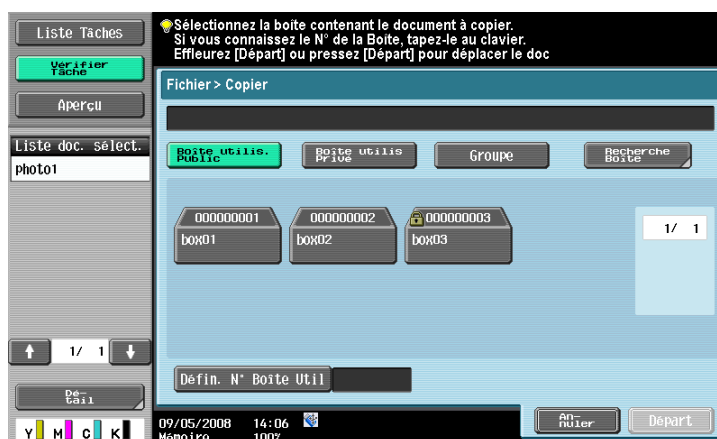 Liste Tâches
Vérifier
Tâche
Aperçu
Liste doc. sélect.
photo1
1/ 1
Dé-
tail
Y M C K
Sélectionnez la boîte contenant le document à copier.
Si vous connaissez le N° de la Boîte, tapez-le au clavier.
Effleurez [Départ] ou pressez [Départ] pour déplacer le doc
Fichier > Copier
Boîte utilis.
Public
Boîte utilis
Privé
Groupe
Recherche
Boîte
000000001
box01
000000002
box02
000000003
box03
1/ 1
Défin. N° Boîte Util
09/05/2008 14:06
Mémoire 100%
An-
nuler
Départ